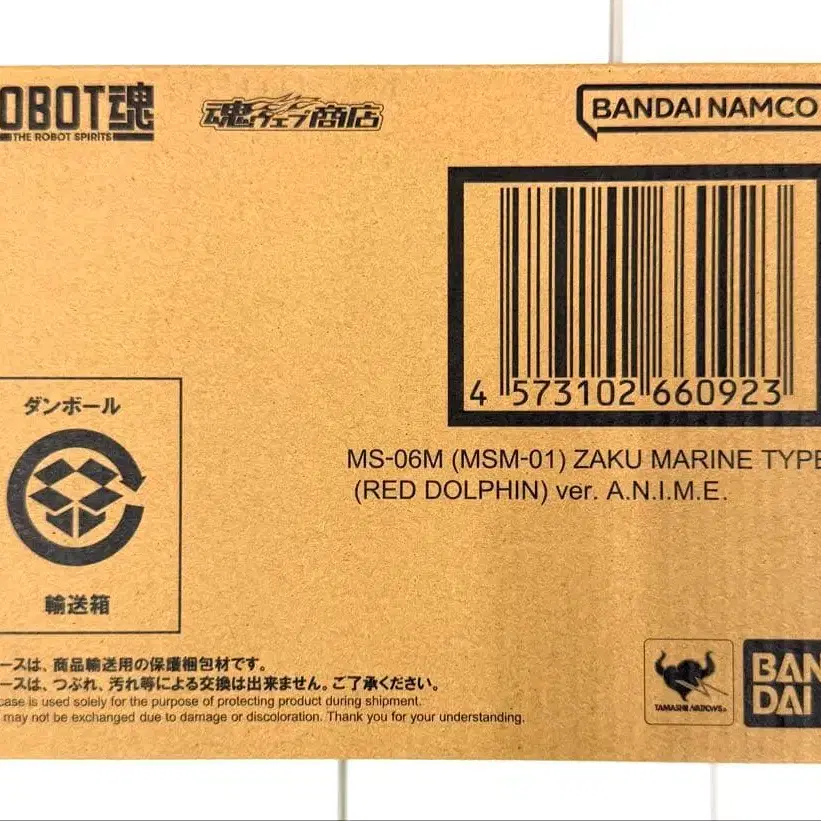 OBOT魂
THE ROBOT SPIRITS
魂ウェブ商店
BANDAI NAMCO
4 573102 660923
MS-06M (MSM-01) ZAKU MARINE TYPE
(RED DOLPHIN) ver. A.N.I.M.E.
ダンボール
輸送箱
ースは、商品輸送用の保護梱包材です。
ースは、つぶれ、汚れ等による交換は出来ません。ご了承ください。
case is used solely for the purpose of protecting product during shipment.
may not be exchanged due to damage or discoloration. Thank you for your understanding.
TAMASHII NATIONS
BAN
DAI